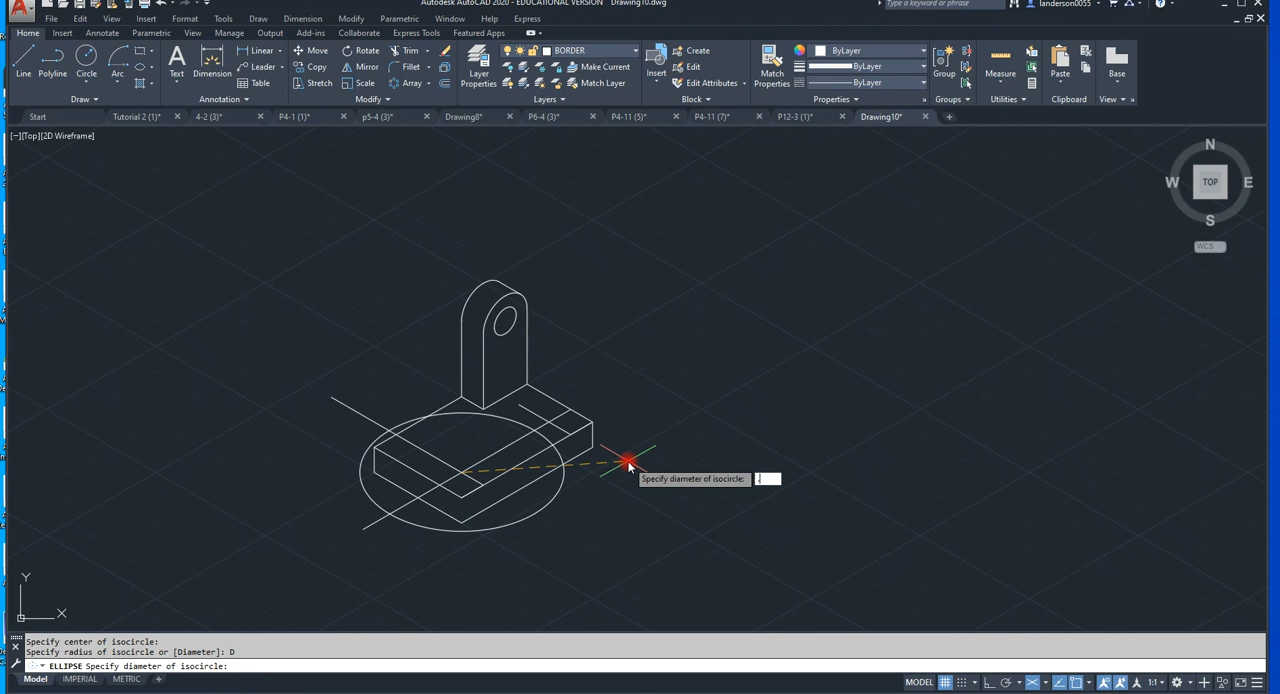 Autodesk AutoCAD 2020 - EDUCATIONAL VERSION Drawing10.dwg
Type a keyword or phrase
landerson0055
File Edit View Insert Format Tools Draw Dimension Modify Parametric Window Help Express
Home Insert Annotate Parametric View Manage Output Add-ins Collaborate Express Tools Featured Apps
Line Polyline Circle Arc
Text Dimension
Linear
Leader
Table
Move Rotate Trim
Copy Mirror Fillet
Stretch Scale Array
Layer Properties
BORDER
Make Current
Match Layer
Insert
Create
Edit
Edit Attributes
Match Properties
ByLayer
ByLayer
ByLayer
Group
Measure
Paste
Base
Draw Annotation Modify Layers Block Properties Groups Utilities Clipboard View
Start Tutorial 2 (1)* 4-2 (3)* P4-1 (1)* p5-4 (3)* Drawing8* P6-4 (3)* P4-11 (5)* P4-11 (7)* P12-3 (1)* Drawing10*
[−][Top][2D Wireframe]
N
W TOP E
S
WCS
Specify diameter of isocircle: .
Y
X
Specify center of isocircle:
Specify radius of isocircle or [Diameter]: D
ELLIPSE Specify diameter of isocircle:
Model IMPERIAL METRIC
MODEL 1:1